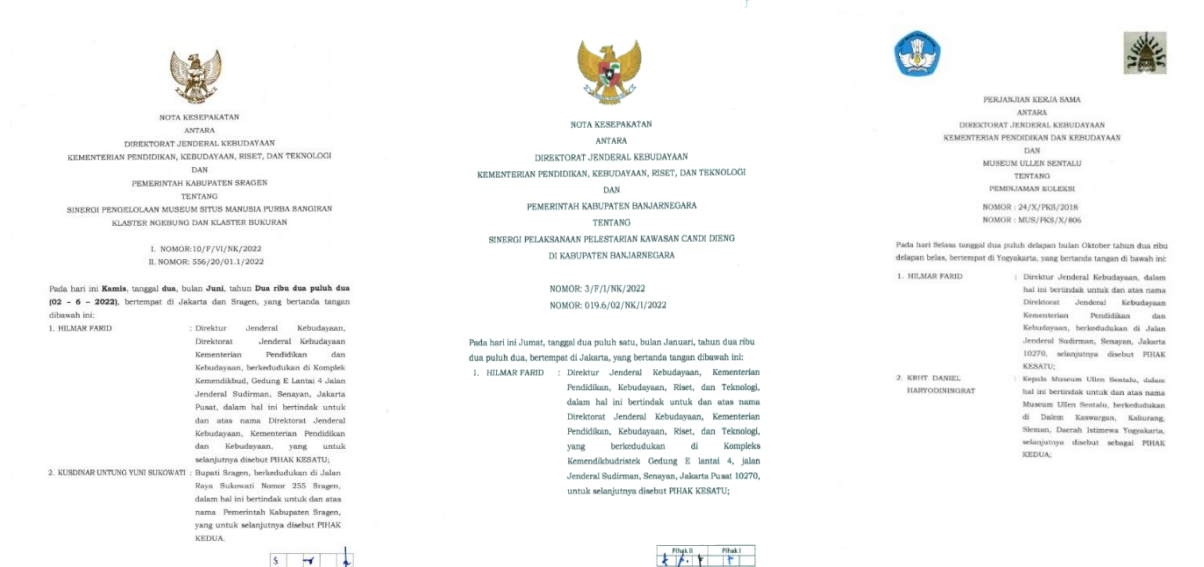 NOTA KESEPAKATAN
ANTARA
DIREKTORAT JENDERAL KEBUDAYAAN
KEMENTERIAN PENDIDIKAN, KEBUDAYAAN, RISET, DAN TEKNOLOGI
DAN
PEMERINTAH KABUPATEN SRAGEN
TENTANG
SINERGI PENGELOLAAN MUSEUM SITUS MANUSIA PURBA SANGIRAN
KLASTER NGEBUNG DAN KLASTER BUKURAN
I. NOMOR:10/F/VI/NK/2022
II. NOMOR: 556/20/01.1/2022
Pada hari ini Kamis, tanggal dua, bulan Juni, tahun Dua ribu dua puluh dua
(02 – 6 – 2022), bertempat di Jakarta dan Sragen, yang bertanda tangan
dibawah ini:
1. HILMAR FARID : Direktur Jenderal Kebudayaan,
Direktorat Jenderal Kebudayaan
Kementerian Pendidikan dan
Kebudayaan, berkedudukan di Komplek
Kemendikbud, Gedung E Lantai 4 Jalan
Jenderal Sudirman, Senayan, Jakarta
Pusat, dalam hal ini bertindak untuk
dan atas nama Direktorat Jenderal
Kebudayaan, Kementerian Pendidikan
dan Kebudayaan, yang untuk
selanjutnya disebut PIHAK KESATU;
2. KUSDINAR UNTUNG YUNI SUKOWATI : Bupati Sragen, berkedudukan di Jalan
Raya Sukowati Nomor 255 Sragen,
dalam hal ini bertindak untuk dan atas
nama Pemerintah Kabupaten Sragen,
yang untuk selanjutnya disebut PIHAK
KEDUA.
NOTA KESEPAKATAN
ANTARA
DIREKTORAT JENDERAL KEBUDAYAAN
KEMENTERIAN PENDIDIKAN, KEBUDAYAAN, RISET, DAN TEKNOLOGI
DAN
PEMERINTAH KABUPATEN BANJARNEGARA
TENTANG
SINERGI PELAKSANAAN PELESTARIAN KAWASAN CANDI DIENG
DI KABUPATEN BANJARNEGARA
NOMOR: 3/F/I/NK/2022
NOMOR: 019.6/02/NK/I/2022
Pada hari ini Jumat, tanggal dua puluh satu, bulan Januari, tahun dua ribu
dua puluh dua, bertempat di Jakarta, yang bertanda tangan dibawah ini:
1. HILMAR FARID : Direktur Jenderal Kebudayaan, Kementerian
Pendidikan, Kebudayaan, Riset, dan Teknologi,
dalam hal ini bertindak untuk dan atas nama
Direktorat Jenderal Kebudayaan, Kementerian
Pendidikan, Kebudayaan, Riset, dan Teknologi,
yang berkedudukan di Kompleks
Kemendikbudristek Gedung E lantai 4, jalan
Jenderal Sudirman, Senayan, Jakarta Pusat 10270,
untuk selanjutnya disebut PIHAK KESATU;
Pihak II Pihak I
PERJANJIAN KERJA SAMA
ANTARA
DIREKTORAT JENDERAL KEBUDAYAAN
KEMENTERIAN PENDIDIKAN DAN KEBUDAYAAN
DAN
MUSEUM ULLEN SENTALU
TENTANG
PEMINJAMAN KOLEKSI
NOMOR : 24/X/PKS/2018
NOMOR : MUS/PKS/X/806
Pada hari Selasa tanggal dua puluh delapan bulan Oktober tahun dua ribu
delapan belas, bertempat di Yogyakarta, yang bertanda tangan di bawah ini:
1. HILMAR FARID : Direktur Jenderal Kebudayaan, dalam
hal ini bertindak untuk dan atas nama
Direktorat Jenderal Kebudayaan
Kementerian Pendidikan dan
Kebudayaan, berkedudukan di Jalan
Jenderal Sudirman, Senayan, Jakarta
10270, selanjutnya disebut PIHAK
KESATU;
2. KRHT DANIEL HARYODININGRAT : Kepala Museum Ullen Sentalu, dalam
hal ini bertindak untuk dan atas nama
Museum Ullen Sentalu, berkedudukan
di Dalem Kaswargan, Kaliurang,
Sleman, Daerah Istimewa Yogyakarta,
selanjutnya disebut sebagai PIHAK
KEDUA;